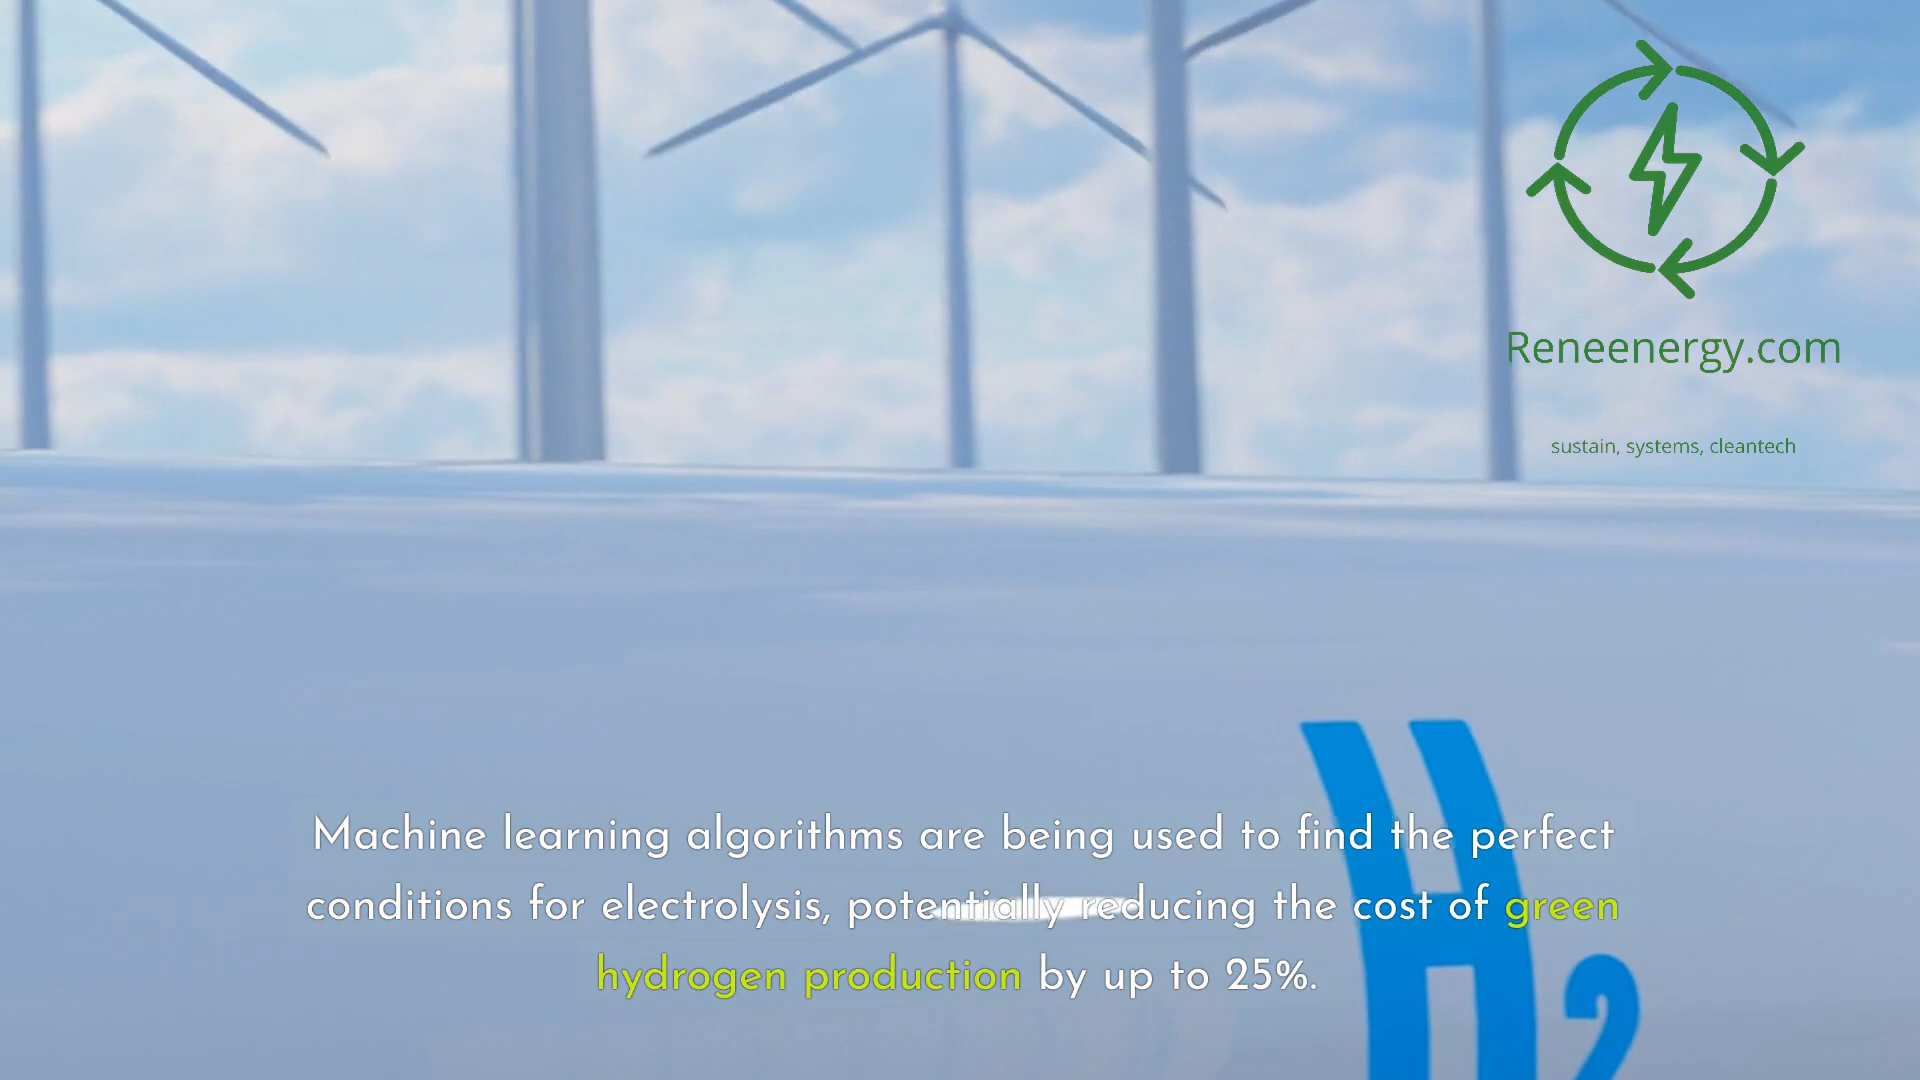 Reneenergy.com
sustain, systems, cleantech
Machine learning algorithms are being used to find the perfect
conditions for electrolysis, potentially reducing the cost of green
hydrogen production by up to 25%.
H2